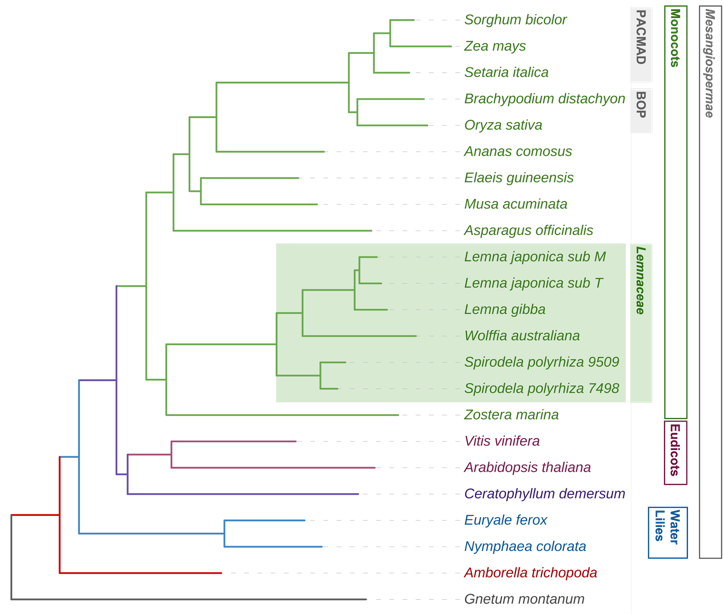 Sorghum bicolor
Zea mays
Setaria italica
Brachypodium distachyon
Oryza sativa
Ananas comosus
Elaeis guineensis
Musa acuminata
Asparagus officinalis
Lemna japonica sub M
Lemna japonica sub T
Lemna gibba
Wolffia australiana
Spirodela polyrhiza 9509
Spirodela polyrhiza 7498
Zostera marina
Vitis vinifera
Arabidopsis thaliana
Ceratophyllum demersum
Euryale ferox
Nymphaea colorata
Amborella trichopoda
Gnetum montanum
PACMAD
BOP
Lemnaceae
Monocots
Eudicots
Water
Lilies
Mesangiospermae